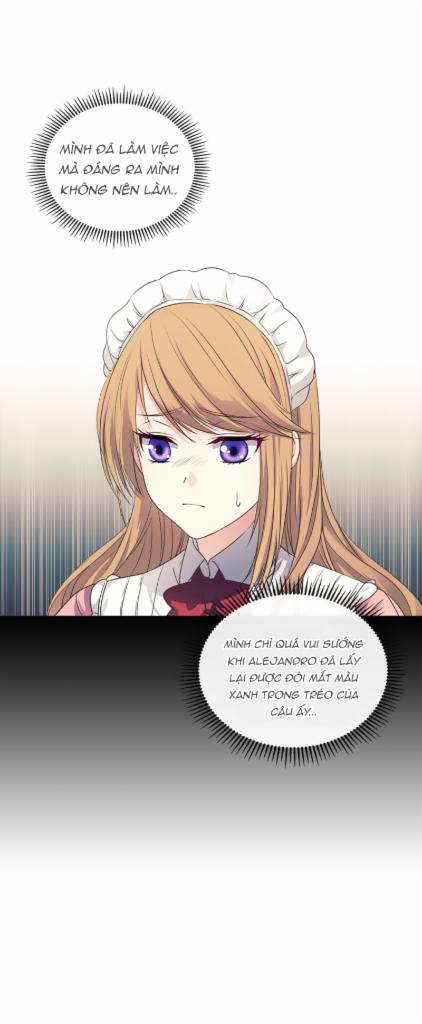 MÌNH ĐÃ LÀM VIỆC
MÀ ĐÁNG RA MÌNH
KHÔNG NÊN LÀM..
MÌNH CHỈ QUÁ VUI SƯỚNG
KHI ALEJANDRO ĐÃ LẤY
LẠI ĐƯỢC ĐÔI MẮT MÀU
XANH TRONG TRẺO CỦA
CẬU ẤY...